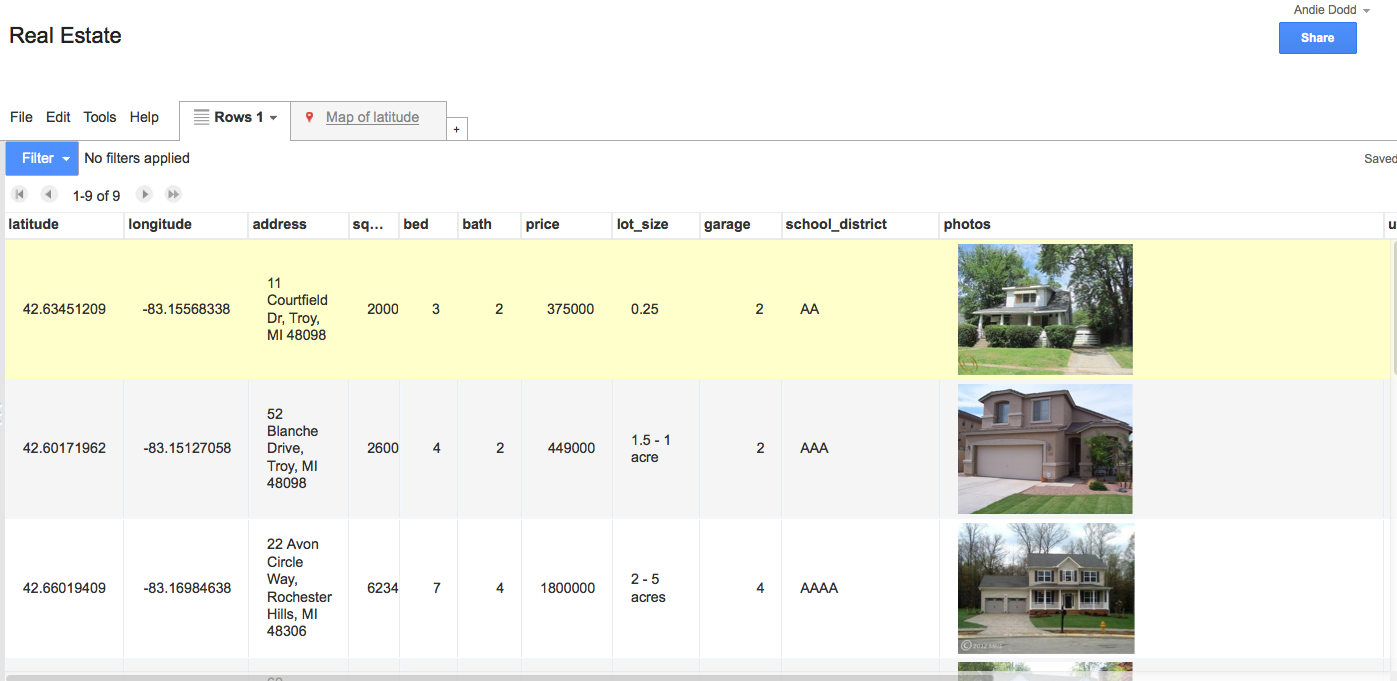 Andie Dodd
Real Estate
Share
File Edit Tools Help Rows 1 Map of latitude +
Filter No filters applied Saved
1-9 of 9
latitude longitude address sq... bed bath price lot_size garage school_district photos u
11
Courtfield
Dr, Troy,
MI 48098
42.63451209 -83.15568338 2000 3 2 375000 0.25 2 AA
52
Blanche
Drive,
Troy, MI
48098
42.60171962 -83.15127058 2600 4 2 449000 1.5 - 1
acre 2 AAA
22 Avon
Circle
Way,
Rochester
Hills, MI
48306
42.66019409 -83.16984638 6234 7 4 1800000 2 - 5
acres 4 AAAA